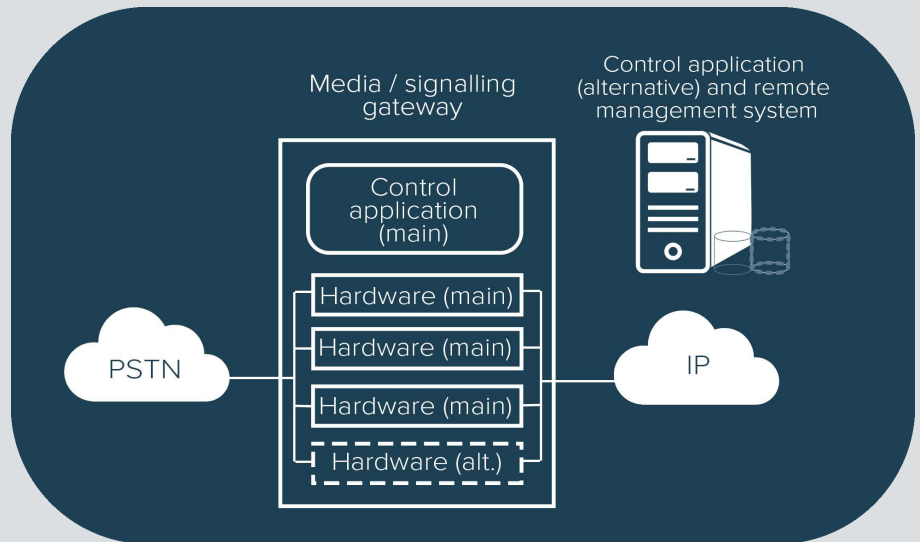 Media / signalling
gateway
Control application
(alternative) and remote
management system
Control
application
(main)
Hardware (main)
Hardware (main)
Hardware (main)
Hardware (alt.)
PSTN
IP